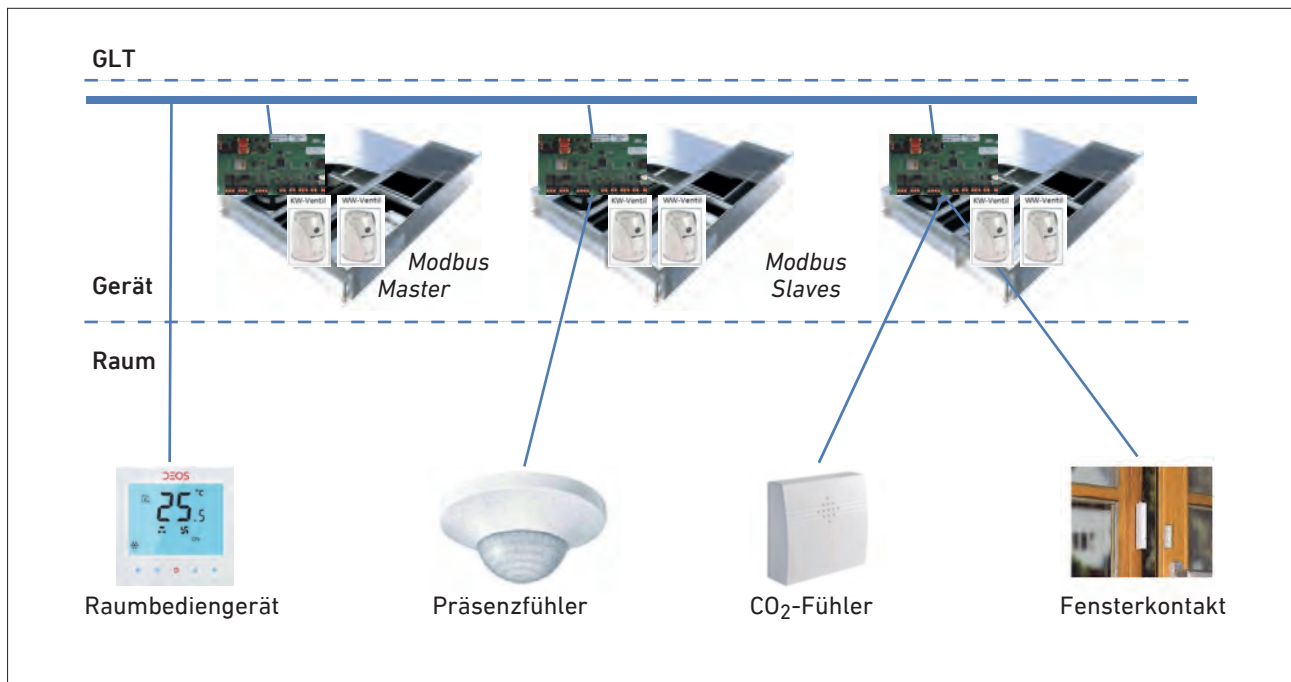 GLT
KW-Ventil
WW-Ventil
KW-Ventil
WW-Ventil
KW-Ventil
WW-Ventil
Modbus
Master
Modbus
Slaves
Gerät
Raum
DEOS
25.5 °C
ON
Raumbediengerät
Präsenzfühler
CO₂-Fühler
Fensterkontakt